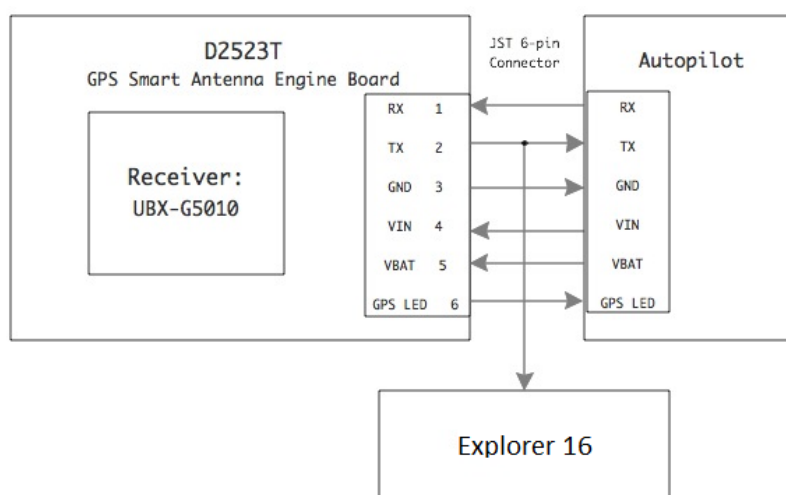 D2523T
GPS Smart Antenna Engine Board
Receiver:
UBX-G5010
RX 1
TX 2
GND 3
VIN 4
VBAT 5
GPS LED 6
JST 6-pin
Connector
Autopilot
RX
TX
GND
VIN
VBAT
GPS LED
Explorer 16